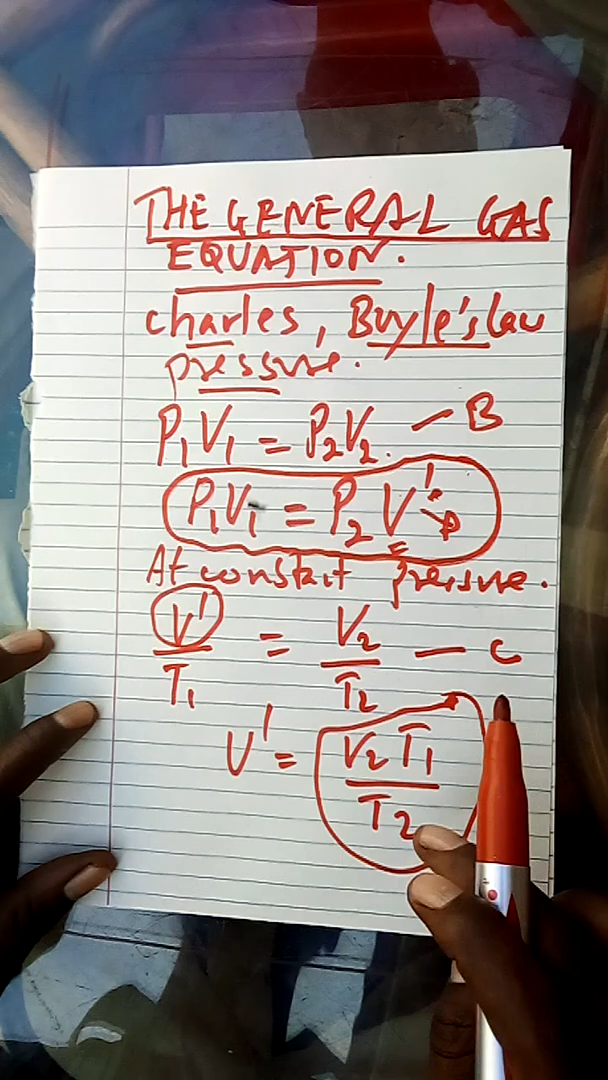 THE GENERAL GAS
EQUATION.
charles, Boyle's law
pressure.
P₁V₁ = P₂V₂. — B
P₁V₁ = P₂V'
At constant pressure.
V'/T₁ = V₂/T₂ — C
V' = V₂T₁/T₂